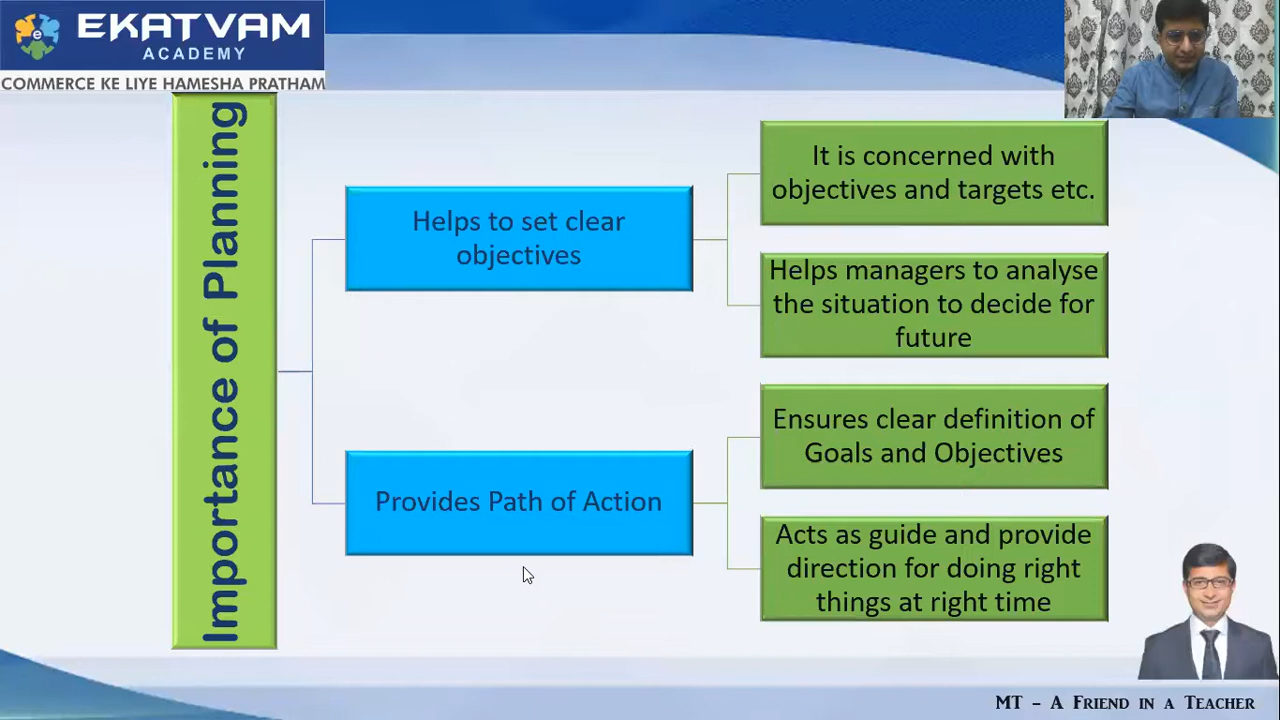 EKATVAM
ACADEMY
COMMERCE KE LIYE HAMESHA PRATHAM
Importance of Planning
Helps to set clear
objectives
It is concerned with
objectives and targets etc.
Helps managers to analyse
the situation to decide for
future
Provides Path of Action
Ensures clear definition of
Goals and Objectives
Acts as guide and provide
direction for doing right
things at right time
MT - A Friend in a Teacher